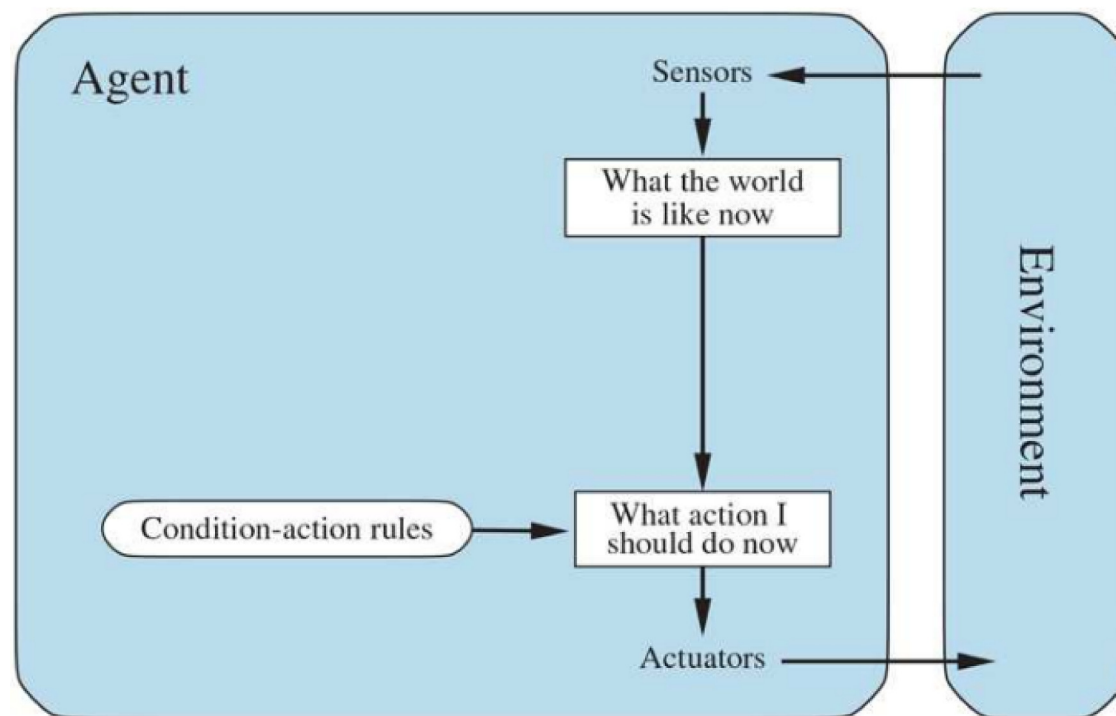 Agent
Sensors
What the world
is like now
Environment
Condition-action rules
What action I
should do now
Actuators